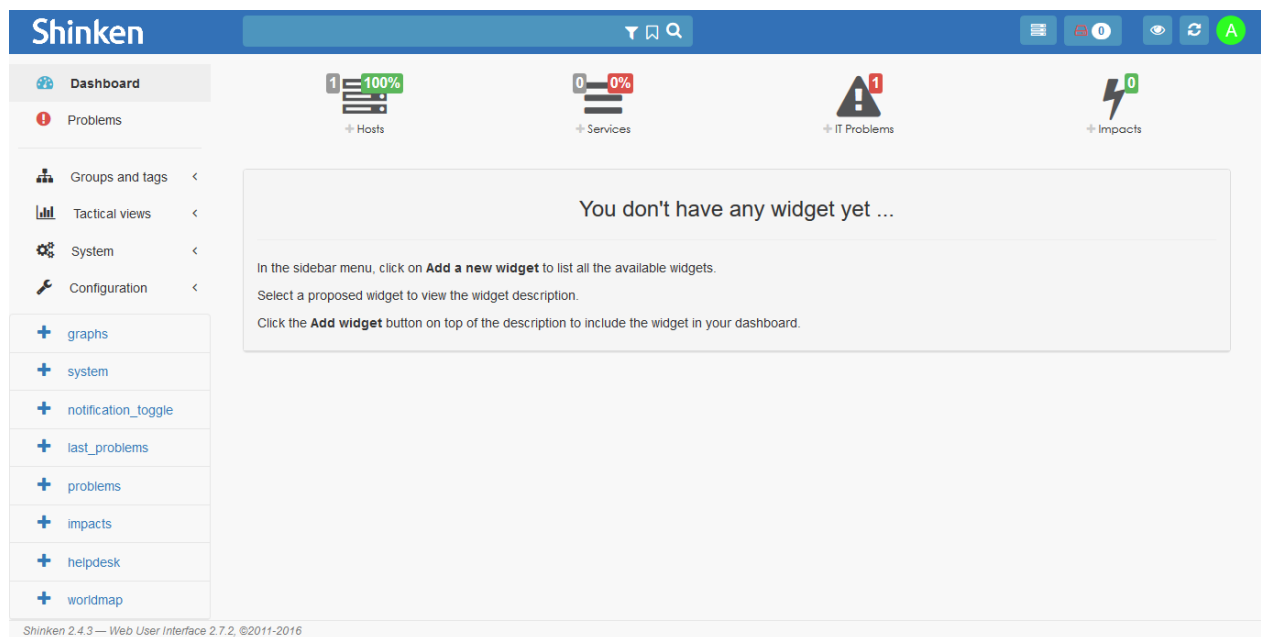 Shinken
0
A
Dashboard
Problems
Groups and tags
Tactical views
System
Configuration
graphs
system
notification_toggle
last_problems
problems
impacts
helpdesk
worldmap
1 100%
Hosts
0 0%
Services
1
IT Problems
0
Impacts
You don't have any widget yet ...
In the sidebar menu, click on Add a new widget to list all the available widgets.
Select a proposed widget to view the widget description.
Click the Add widget button on top of the description to include the widget in your dashboard.
Shinken 2.4.3 — Web User Interface 2.7.2, ©2011-2016